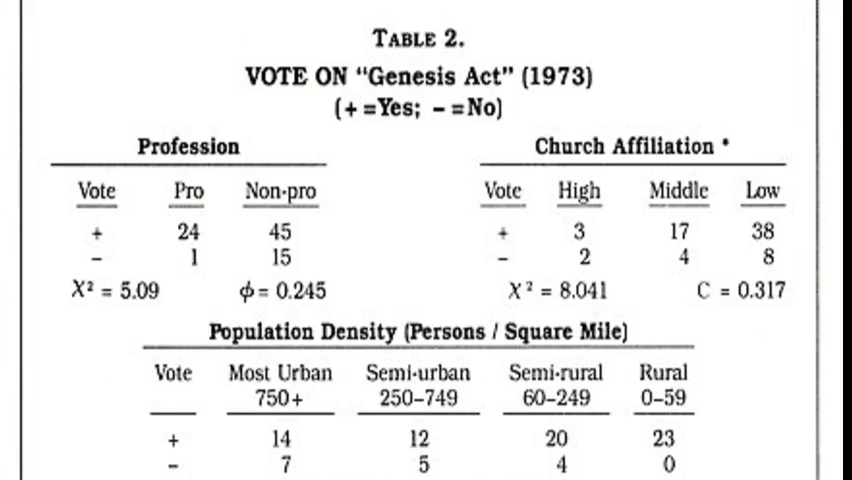 TABLE 2.
VOTE ON "Genesis Act" (1973)
(+ =Yes; – =No)
Profession
Vote Pro Non-pro
+ 24 45
– 1 15
X² = 5.09 ϕ = 0.245
Church Affiliation *
Vote High Middle Low
+ 3 17 38
– 2 4 8
X² = 8.041 C = 0.317
Population Density (Persons / Square Mile)
Vote Most Urban Semi-urban Semi-rural Rural
750+ 250–749 60–249 0–59
+ 14 12 20 23
– 7 5 4 0